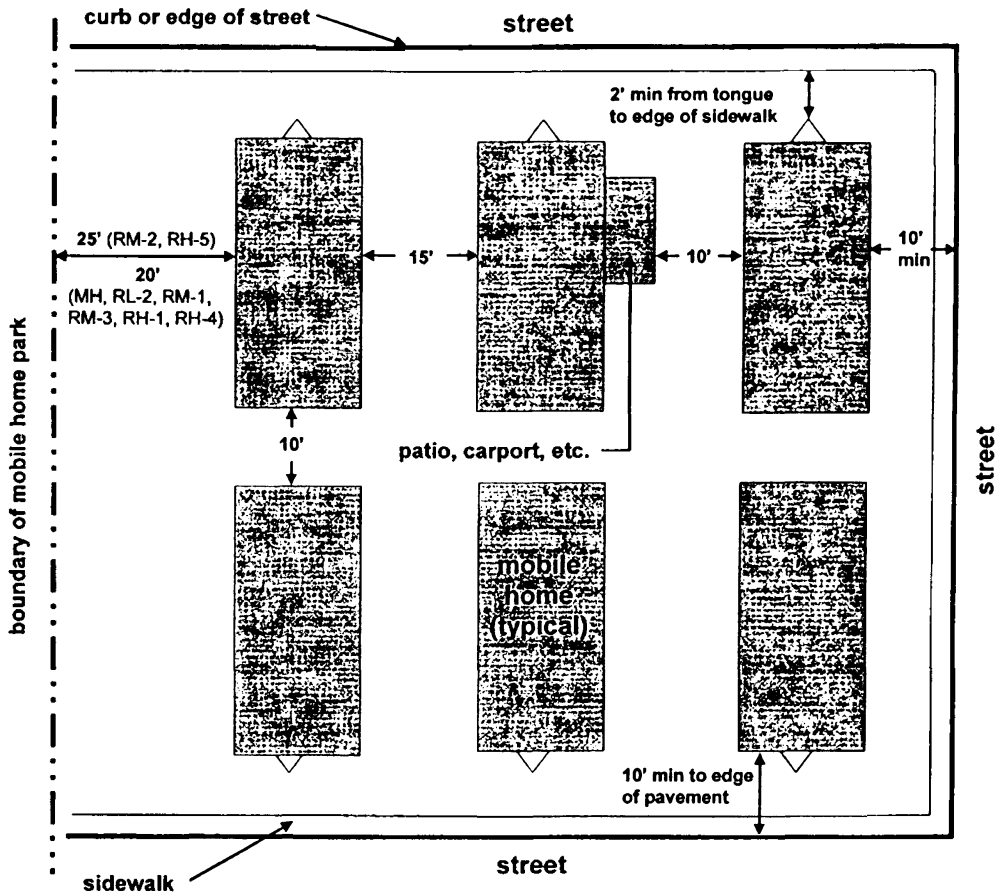 curb or edge of street
street
2' min from tongue
to edge of sidewalk
25' (RM-2, RH-5)
20'
(MH, RL-2, RM-1,
RM-3, RH-1, RH-4)
15'
10'
10'
min
10'
patio, carport, etc.
boundary of mobile home park
street
mobile
home
(typical)
10' min to edge
of pavement
sidewalk
street